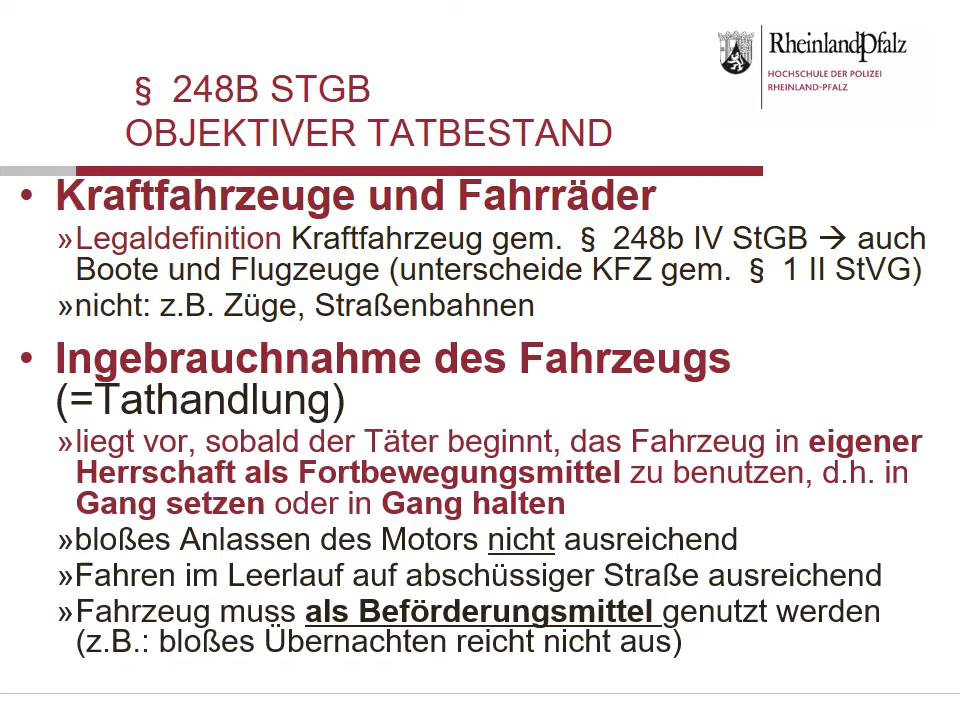 RheinlandPfalz
HOCHSCHULE DER POLIZEI
RHEINLAND-PFALZ
§ 248B STGB
OBJEKTIVER TATBESTAND
• Kraftfahrzeuge und Fahrräder
»Legaldefinition Kraftfahrzeug gem. § 248b IV StGB → auch
Boote und Flugzeuge (unterscheide KFZ gem. § 1 II StVG)
»nicht: z.B. Züge, Straßenbahnen
• Ingebrauchnahme des Fahrzeugs
(=Tathandlung)
»liegt vor, sobald der Täter beginnt, das Fahrzeug in eigener
Herrschaft als Fortbewegungsmittel zu benutzen, d.h. in
Gang setzen oder in Gang halten
»bloßes Anlassen des Motors nicht ausreichend
»Fahren im Leerlauf auf abschüssiger Straße ausreichend
»Fahrzeug muss als Beförderungsmittel genutzt werden
(z.B.: bloßes Übernachten reicht nicht aus)